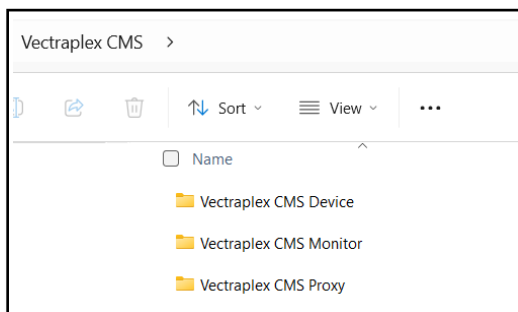 Vectraplex CMS >
Sort View ...
Name
Vectraplex CMS Device
Vectraplex CMS Monitor
Vectraplex CMS Proxy